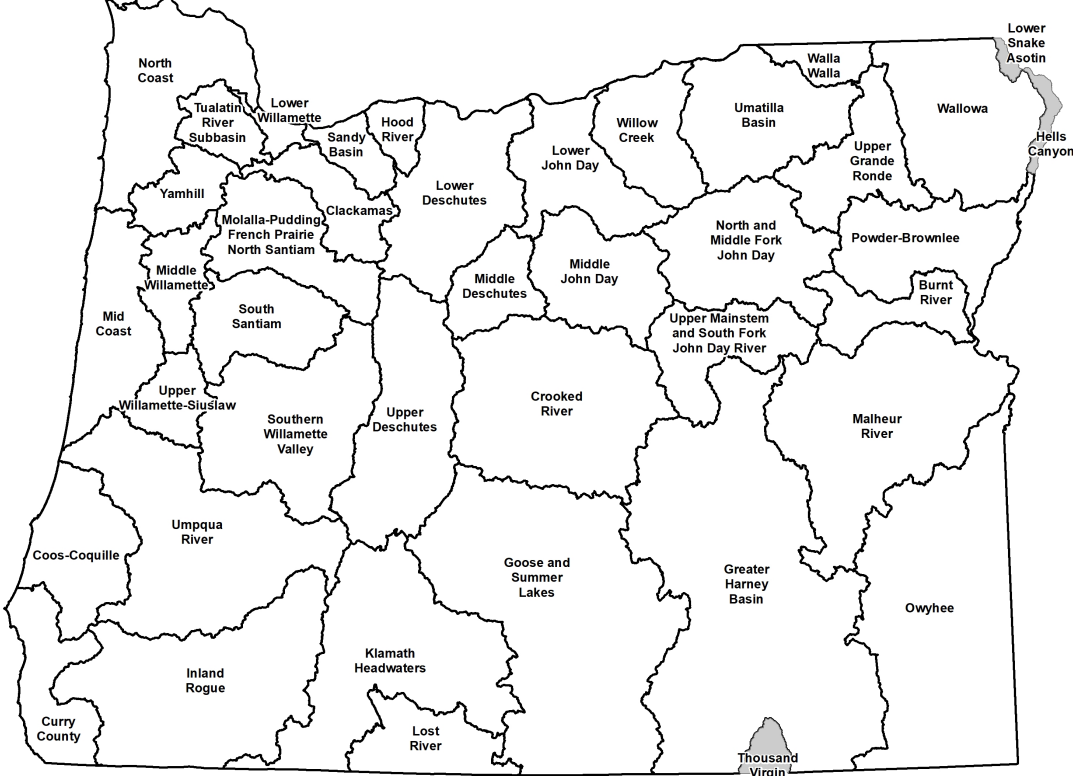 Lower
Snake
Asotin
North
Coast
Walla
Walla
Tualatin
River
Subbasin
Lower
Willamette
Sandy
Basin
Hood
River
Willow
Creek
Umatilla
Basin
Wallowa
Hells
Canyon
Lower
John Day
Upper
Grande
Ronde
Yamhill
Lower
Deschutes
Clackamas
Molalla-Pudding
French Prairie
North Santiam
North and
Middle Fork
John Day
Powder-Brownlee
Middle
Willamette
Middle
Deschutes
Middle
John Day
Burnt
River
Mid
Coast
South
Santiam
Upper Mainstem
and South Fork
John Day River
Upper
Willamette-Siuslaw
Southern
Willamette
Valley
Upper
Deschutes
Crooked
River
Malheur
River
Umpqua
River
Coos-Coquille
Goose and
Summer
Lakes
Greater
Harney
Basin
Owyhee
Klamath
Headwaters
Inland
Rogue
Curry
County
Lost
River
Thousand
Virgin